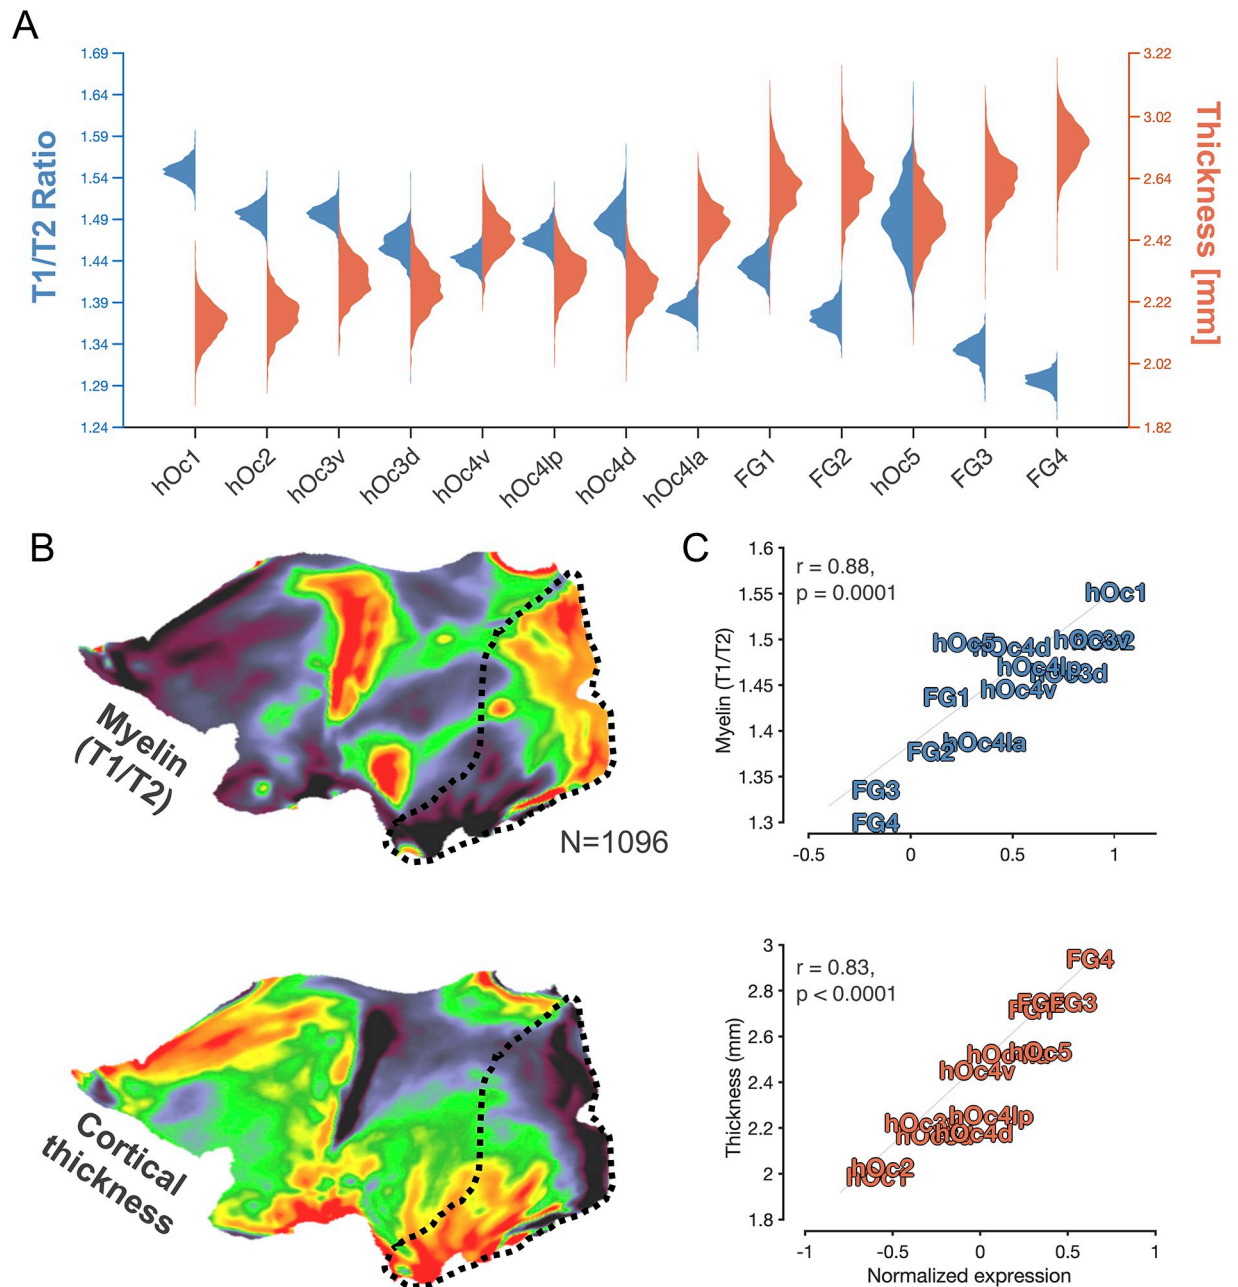 A
1.69
1.64
1.59
1.54
1.49
1.44
1.39
1.34
1.29
1.24
T1/T2 Ratio
3.22
3.02
2.64
2.42
2.22
2.02
1.82
Thickness [mm]
hOc1
hOc2
hOc3v
hOc3d
hOc4v
hOc4lp
hOc4d
hOc4la
FG1
FG2
hOc5
FG3
FG4
B
Myelin
(T1/T2)
N=1096
Cortical
thickness
C
r = 0.88,
p = 0.0001
Myelin (T1/T2)
1.6
1.55
1.5
1.45
1.4
1.35
1.3
hOc1
hOc5
hOc4d
hOc4lp
hOc4v
FG1
hOc4la
FG2
FG3
FG4
-0.5
0
0.5
1
r = 0.83,
p < 0.0001
Thickness (mm)
3
2.8
2.6
2.4
2.2
2
1.8
FG4
FG3
hOc5
hOc4v
hOc4lp
hOc4d
hOc2
-1
-0.5
0
0.5
1
Normalized expression